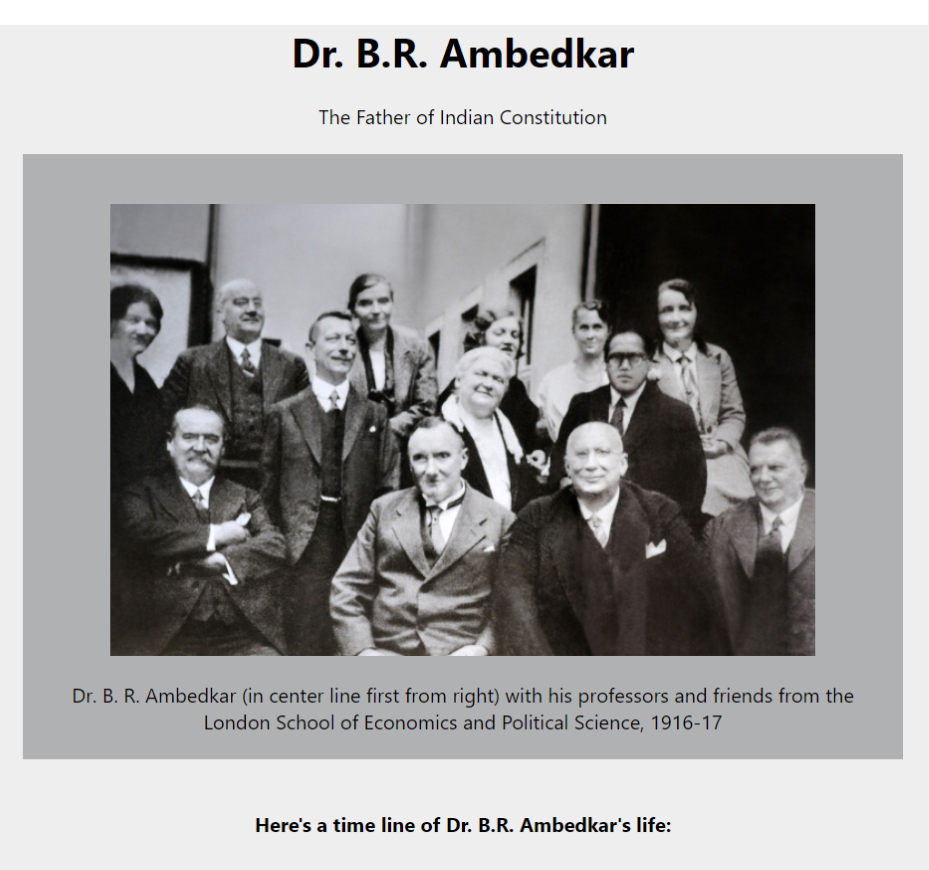 Dr. B.R. Ambedkar
The Father of Indian Constitution
Dr. B. R. Ambedkar (in center line first from right) with his professors and friends from the
London School of Economics and Political Science, 1916-17
Here's a time line of Dr. B.R. Ambedkar's life: